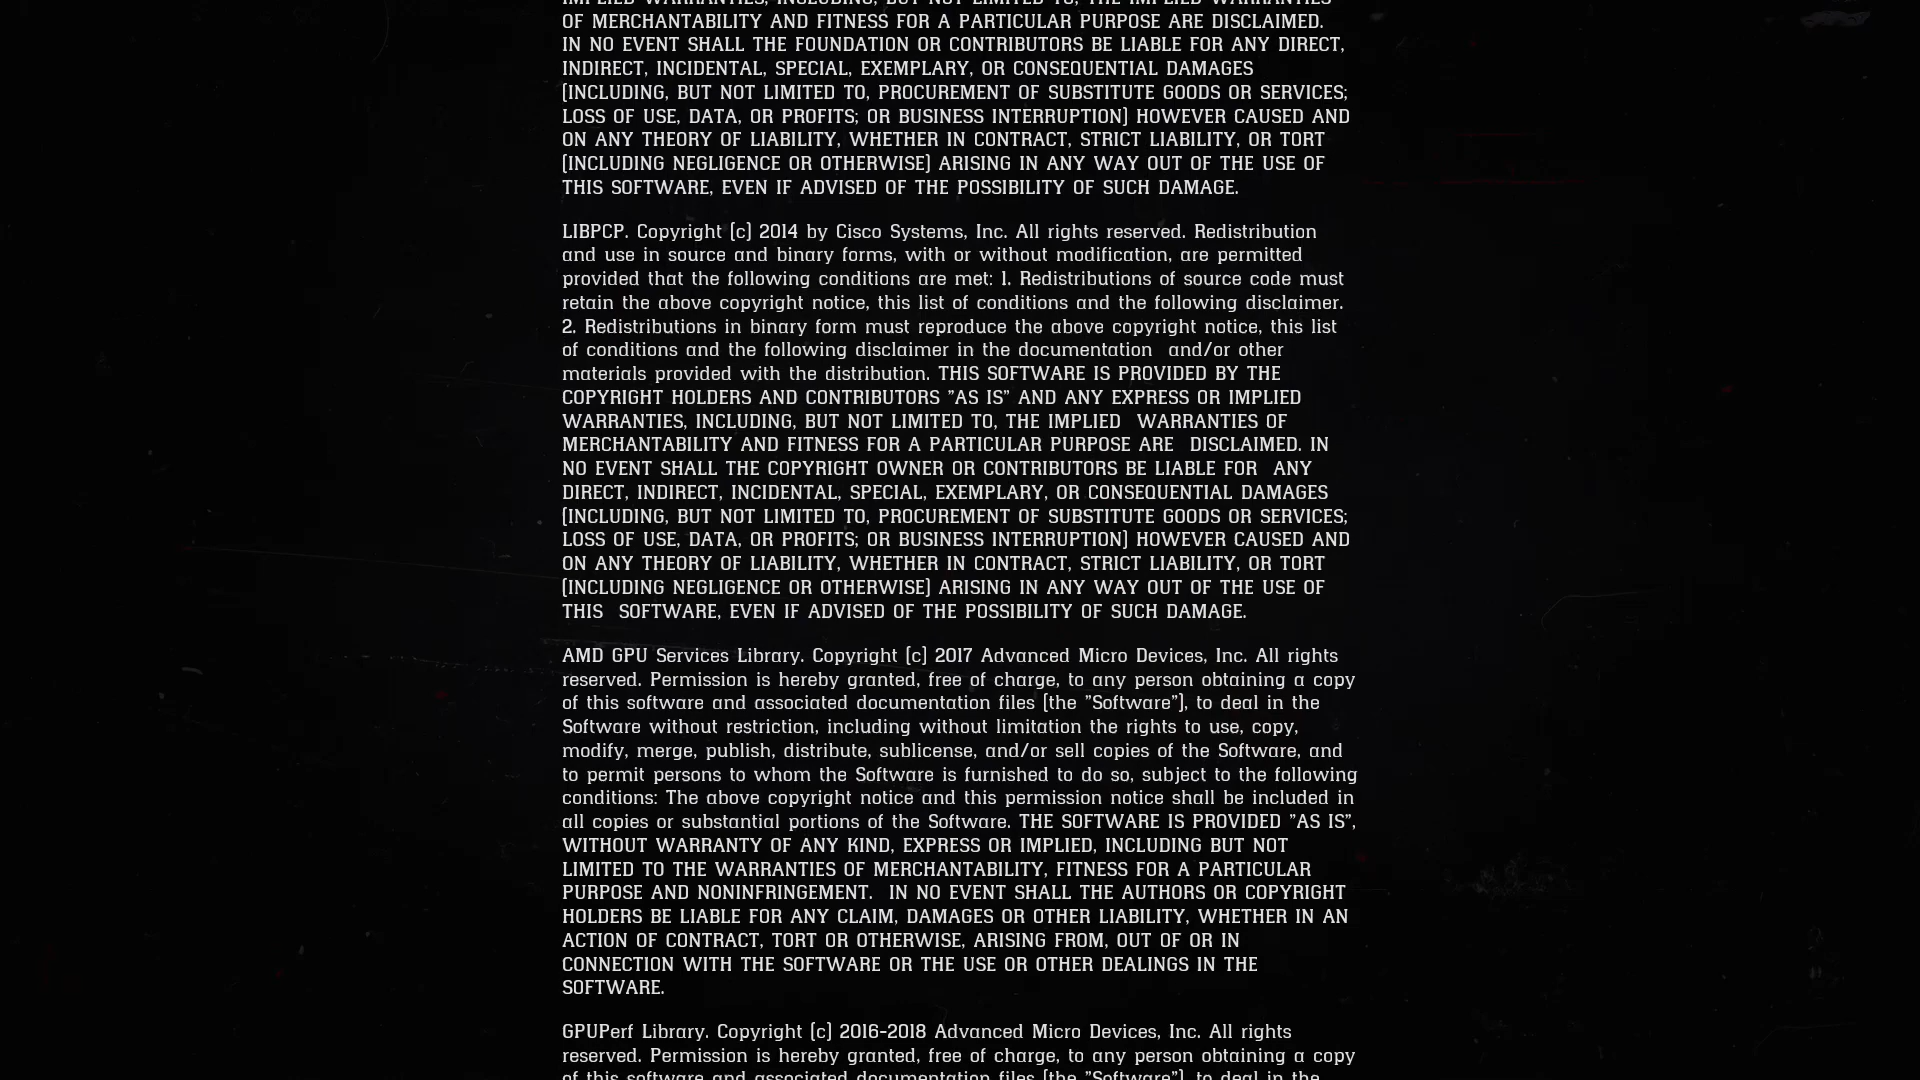 IMPLIED WARRANTIES, INCLUDING, BUT NOT LIMITED TO, THE IMPLIED WARRANTIES
OF MERCHANTABILITY AND FITNESS FOR A PARTICULAR PURPOSE ARE DISCLAIMED.
IN NO EVENT SHALL THE FOUNDATION OR CONTRIBUTORS BE LIABLE FOR ANY DIRECT,
INDIRECT, INCIDENTAL, SPECIAL, EXEMPLARY, OR CONSEQUENTIAL DAMAGES
(INCLUDING, BUT NOT LIMITED TO, PROCUREMENT OF SUBSTITUTE GOODS OR SERVICES;
LOSS OF USE, DATA, OR PROFITS; OR BUSINESS INTERRUPTION) HOWEVER CAUSED AND
ON ANY THEORY OF LIABILITY, WHETHER IN CONTRACT, STRICT LIABILITY, OR TORT
(INCLUDING NEGLIGENCE OR OTHERWISE) ARISING IN ANY WAY OUT OF THE USE OF
THIS SOFTWARE, EVEN IF ADVISED OF THE POSSIBILITY OF SUCH DAMAGE.
LIBPCP. Copyright (c) 2014 by Cisco Systems, Inc. All rights reserved. Redistribution
and use in source and binary forms, with or without modification, are permitted
provided that the following conditions are met: 1. Redistributions of source code must
retain the above copyright notice, this list of conditions and the following disclaimer.
2. Redistributions in binary form must reproduce the above copyright notice, this list
of conditions and the following disclaimer in the documentation  and/or other
materials provided with the distribution. THIS SOFTWARE IS PROVIDED BY THE
COPYRIGHT HOLDERS AND CONTRIBUTORS "AS IS" AND ANY EXPRESS OR IMPLIED
WARRANTIES, INCLUDING, BUT NOT LIMITED TO, THE IMPLIED  WARRANTIES OF
MERCHANTABILITY AND FITNESS FOR A PARTICULAR PURPOSE ARE  DISCLAIMED. IN
NO EVENT SHALL THE COPYRIGHT OWNER OR CONTRIBUTORS BE LIABLE FOR  ANY
DIRECT, INDIRECT, INCIDENTAL, SPECIAL, EXEMPLARY, OR CONSEQUENTIAL DAMAGES
(INCLUDING, BUT NOT LIMITED TO, PROCUREMENT OF SUBSTITUTE GOODS OR SERVICES;
LOSS OF USE, DATA, OR PROFITS; OR BUSINESS INTERRUPTION) HOWEVER CAUSED AND
ON ANY THEORY OF LIABILITY, WHETHER IN CONTRACT, STRICT LIABILITY, OR TORT
(INCLUDING NEGLIGENCE OR OTHERWISE) ARISING IN ANY WAY OUT OF THE USE OF
THIS  SOFTWARE, EVEN IF ADVISED OF THE POSSIBILITY OF SUCH DAMAGE.
AMD GPU Services Library. Copyright (c) 2017 Advanced Micro Devices, Inc. All rights
reserved. Permission is hereby granted, free of charge, to any person obtaining a copy
of this software and associated documentation files (the "Software"), to deal in the
Software without restriction, including without limitation the rights to use, copy,
modify, merge, publish, distribute, sublicense, and/or sell copies of the Software, and
to permit persons to whom the Software is furnished to do so, subject to the following
conditions: The above copyright notice and this permission notice shall be included in
all copies or substantial portions of the Software. THE SOFTWARE IS PROVIDED "AS IS",
WITHOUT WARRANTY OF ANY KIND, EXPRESS OR IMPLIED, INCLUDING BUT NOT
LIMITED TO THE WARRANTIES OF MERCHANTABILITY, FITNESS FOR A PARTICULAR
PURPOSE AND NONINFRINGEMENT.  IN NO EVENT SHALL THE AUTHORS OR COPYRIGHT
HOLDERS BE LIABLE FOR ANY CLAIM, DAMAGES OR OTHER LIABILITY, WHETHER IN AN
ACTION OF CONTRACT, TORT OR OTHERWISE, ARISING FROM, OUT OF OR IN
CONNECTION WITH THE SOFTWARE OR THE USE OR OTHER DEALINGS IN THE
SOFTWARE.
GPUPerf Library. Copyright (c) 2016-2018 Advanced Micro Devices, Inc. All rights
reserved. Permission is hereby granted, free of charge, to any person obtaining a copy
of this software and associated documentation files (the "Software"), to deal in the